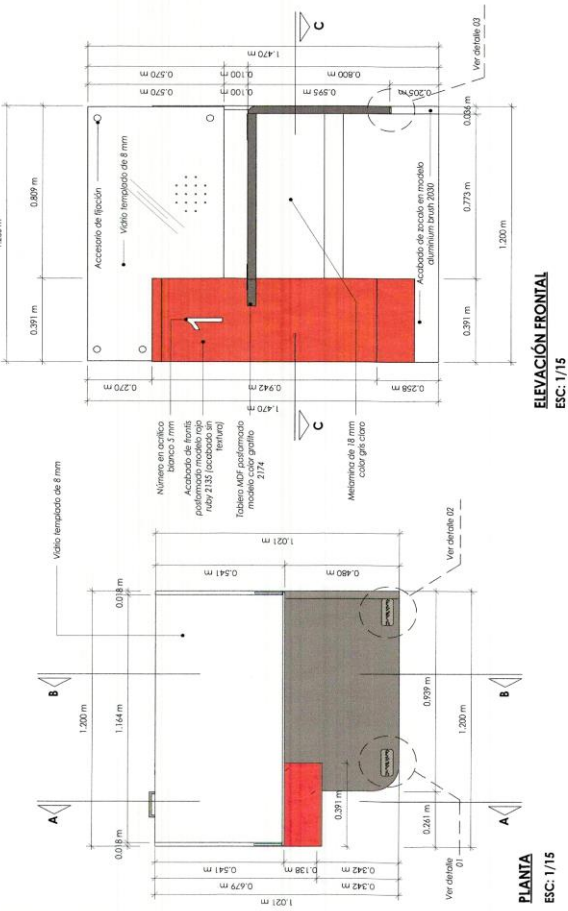 Vidrio templado de 8 mm
B
A
1.200 m
0.018 m
1.164 m
0.018 m
0.541 m
0.679 m
0.138 m
0.342 m
0.342 m
1.021 m
0.541 m
0.480 m
1.021 m
0.391 m
0.261 m
0.939 m
1.200 m
Ver detalle
01
Ver detalle 02
A
B
PLANTA
ESC: 1/15
0.391 m
0.809 m
Accesorio de fijación
Vidrio templado de 8 mm
Número en acrílico
blanco 5 mm
Acabado de frontis
posformado modelo rojo
ruby 2135 (acabado sin
textura)
Tablero MDF posformado
modelo color grafito
2174
Melamina de 18 mm
color gris claro
1
0.270 m
0.942 m
0.258 m
1.470 m
0.570 m
0.100 m
0.595 m
0.205 m
0.570 m
0.100 m
0.800 m
1.470 m
C
C
Acabado de zocalo en modelo
aluminium brush 2030
0.391 m
0.773 m
0.036 m
1.200 m
Ver detalle 03
ELEVACIÓN FRONTAL
ESC: 1/15